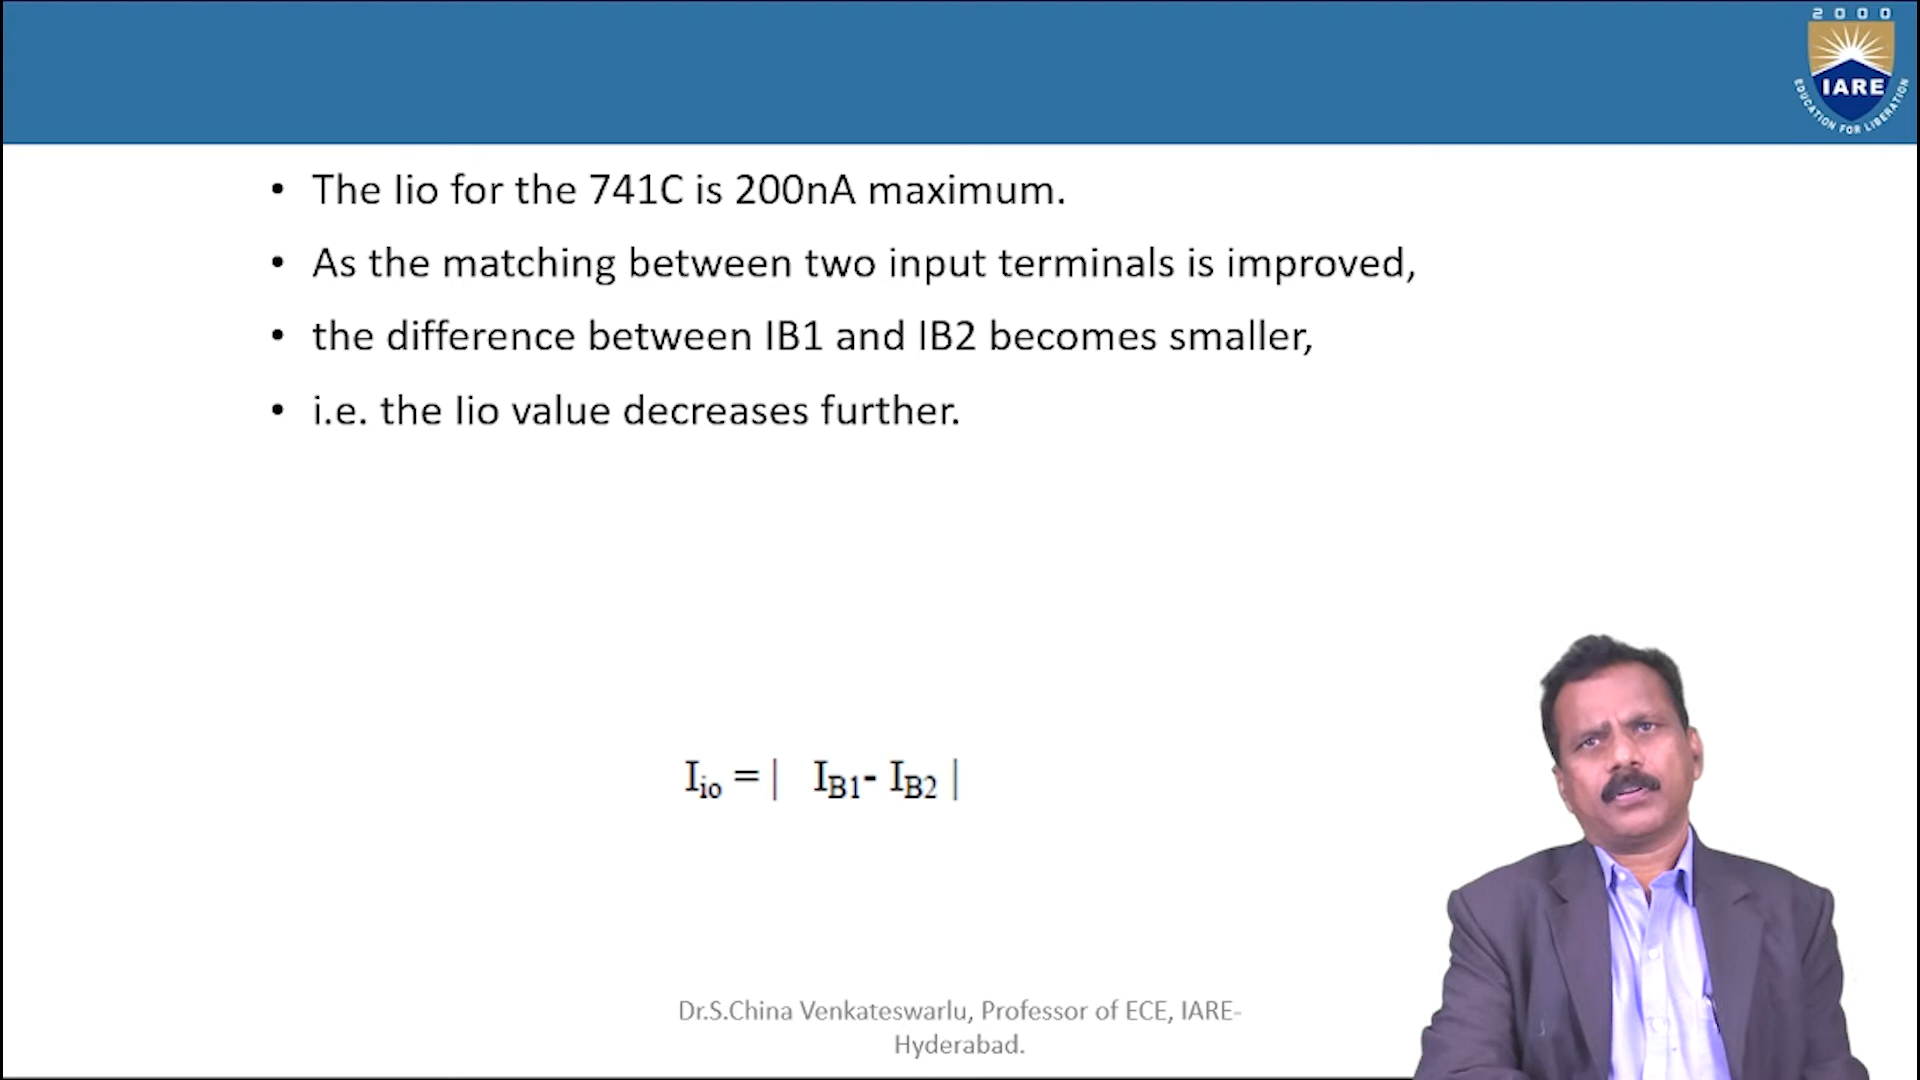 2000
IARE
EDUCATION FOR LIBERATION
• The Iio for the 741C is 200nA maximum.
• As the matching between two input terminals is improved,
• the difference between IB1 and IB2 becomes smaller,
• i.e. the Iio value decreases further.
Iio = | IB1- IB2 |
Dr.S.China Venkateswarlu, Professor of ECE, IARE-
Hyderabad.